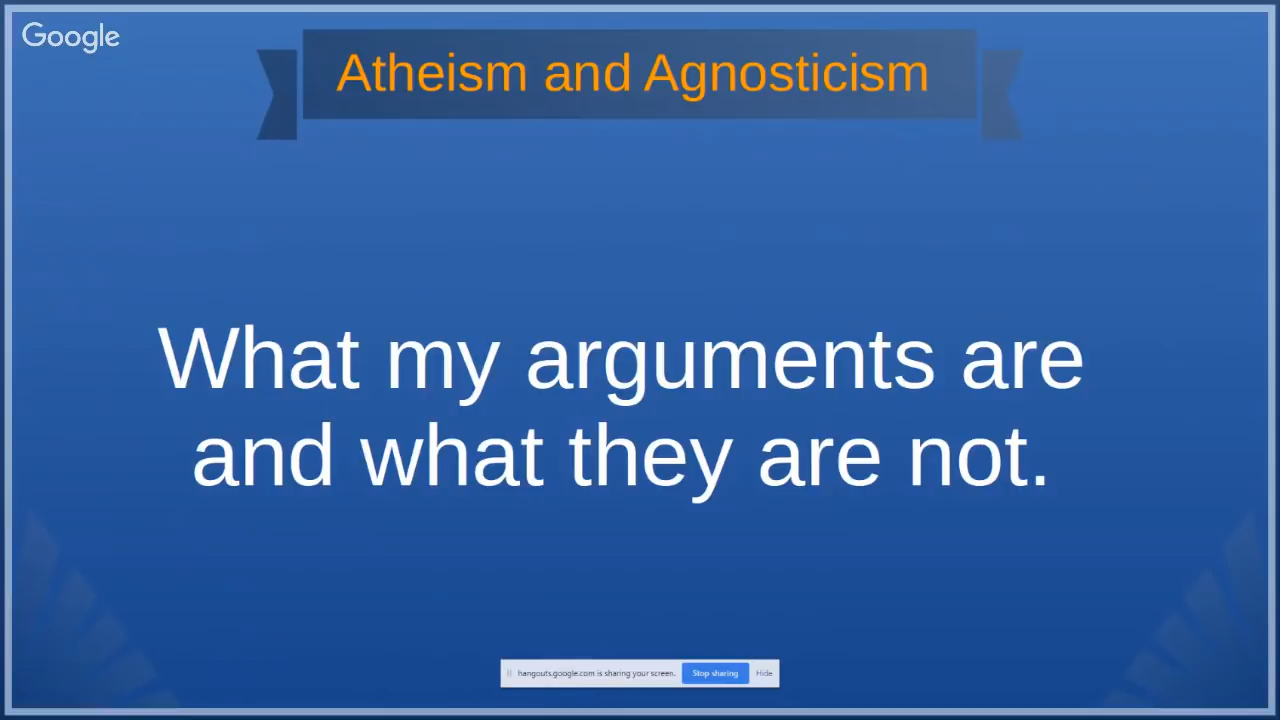 Google
Atheism and Agnosticism
What my arguments are
and what they are not.
hangouts.google.com is sharing your screen. Stop sharing Hide